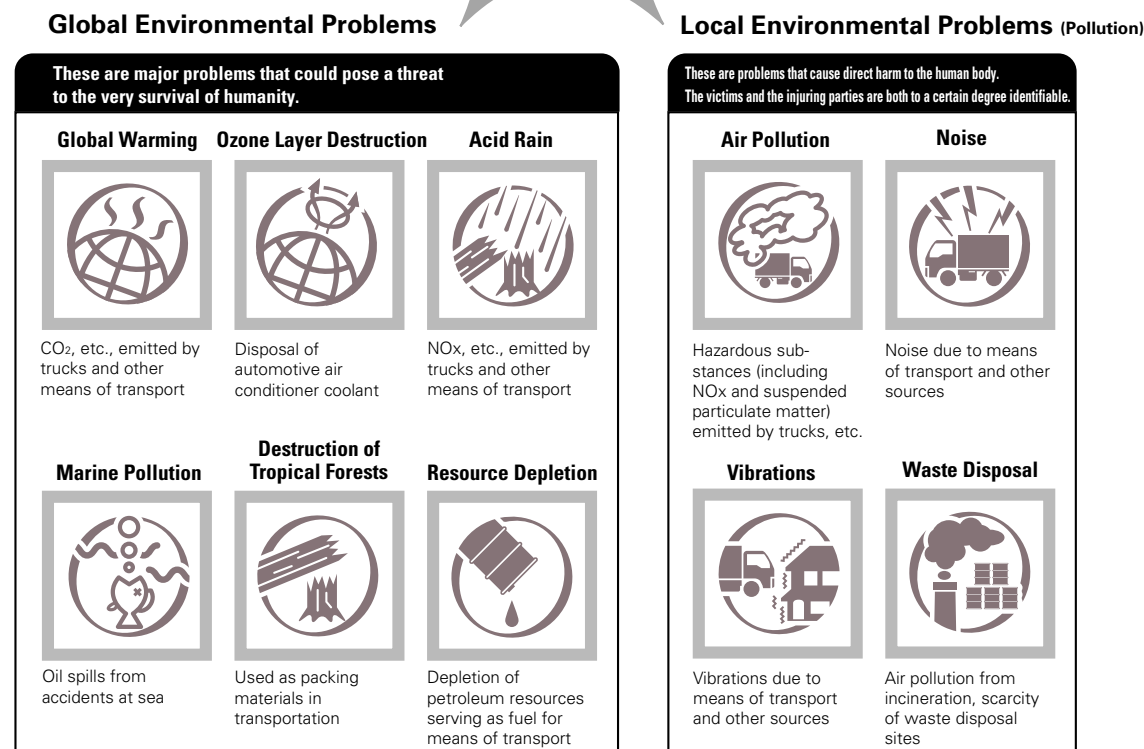 Global Environmental Problems
These are major problems that could pose a threat
to the very survival of humanity.
Global Warming
CO2, etc., emitted by
trucks and other
means of transport
Ozone Layer Destruction
Disposal of
automotive air
conditioner coolant
Acid Rain
NOx, etc., emitted by
trucks and other
means of transport
Marine Pollution
Oil spills from
accidents at sea
Destruction of
Tropical Forests
Used as packing
materials in
transportation
Resource Depletion
Depletion of
petroleum resources
serving as fuel for
means of transport
Local Environmental Problems (Pollution)
These are problems that cause direct harm to the human body.
The victims and the injuring parties are both to a certain degree identifiable.
Air Pollution
Hazardous sub-
stances (including
NOx and suspended
particulate matter)
emitted by trucks, etc.
Noise
Noise due to means
of transport and other
sources
Vibrations
Vibrations due to
means of transport
and other sources
Waste Disposal
Air pollution from
incineration, scarcity
of waste disposal
sites